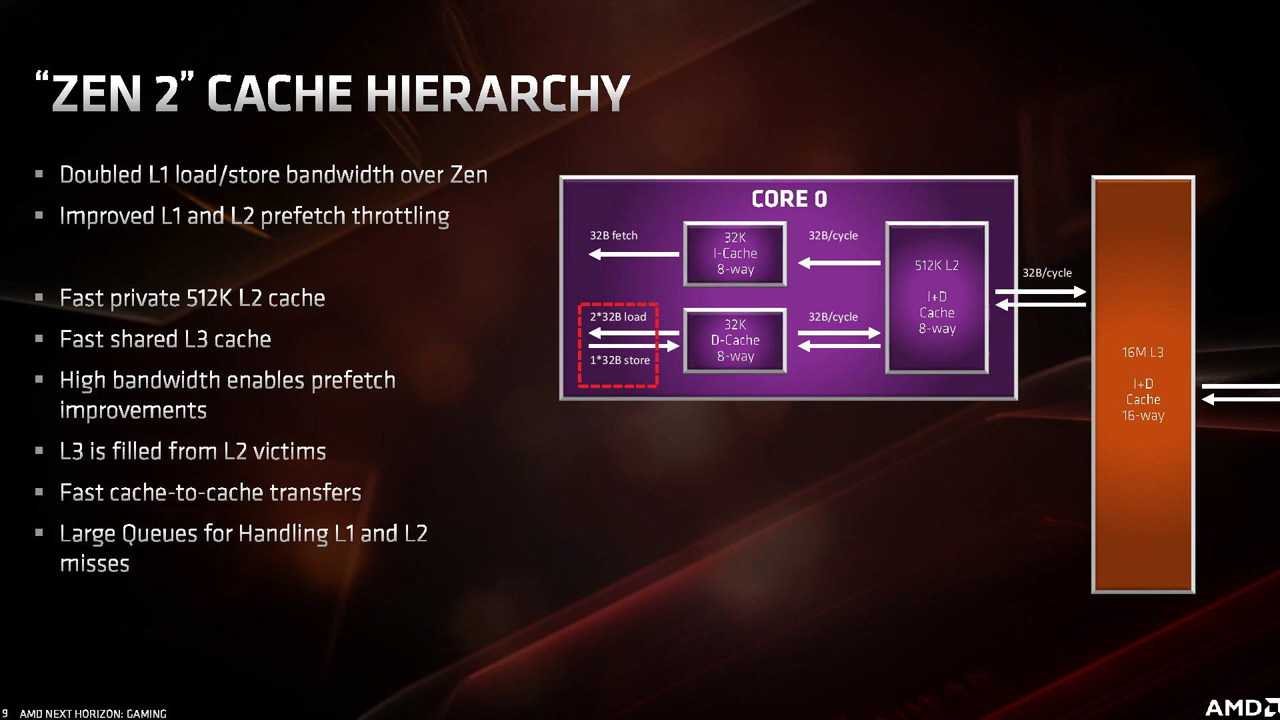 “ZEN 2” CACHE HIERARCHY
Doubled L1 load/store bandwidth over Zen
Improved L1 and L2 prefetch throttling
Fast private 512K L2 cache
Fast shared L3 cache
High bandwidth enables prefetch
improvements
L3 is filled from L2 victims
Fast cache-to-cache transfers
Large Queues for Handling L1 and L2
misses
CORE 0
32B fetch
32K
I-Cache
8-way
32B/cycle
2*32B load
1*32B store
32K
D-Cache
8-way
32B/cycle
512K L2
I+D
Cache
8-way
32B/cycle
16M L3
I+D
Cache
16-way
9 AMD NEXT HORIZON: GAMING
AMD